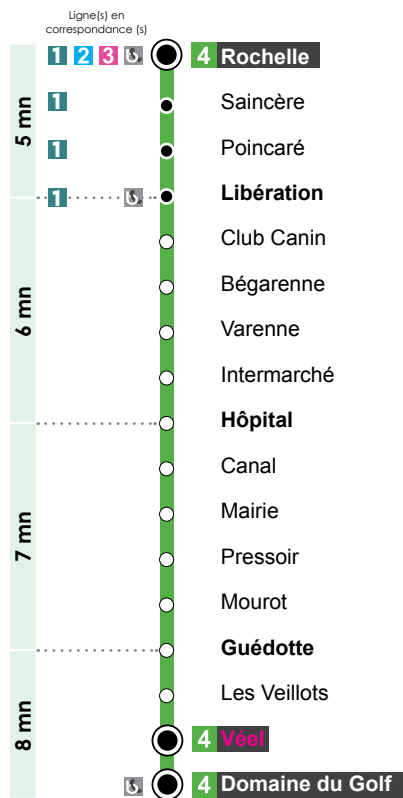 Ligne(s) en
correspondance (s)
1 2 3 4 Rochelle
1 Saincère
1 Poincaré
1 Libération
Club Canin
Bégarenne
Varenne
Intermarché
Hôpital
Canal
Mairie
Pressoir
Mourot
Guédotte
Les Veillots
4 Véel
4 Domaine du Golf
5 mn
6 mn
7 mn
8 mn